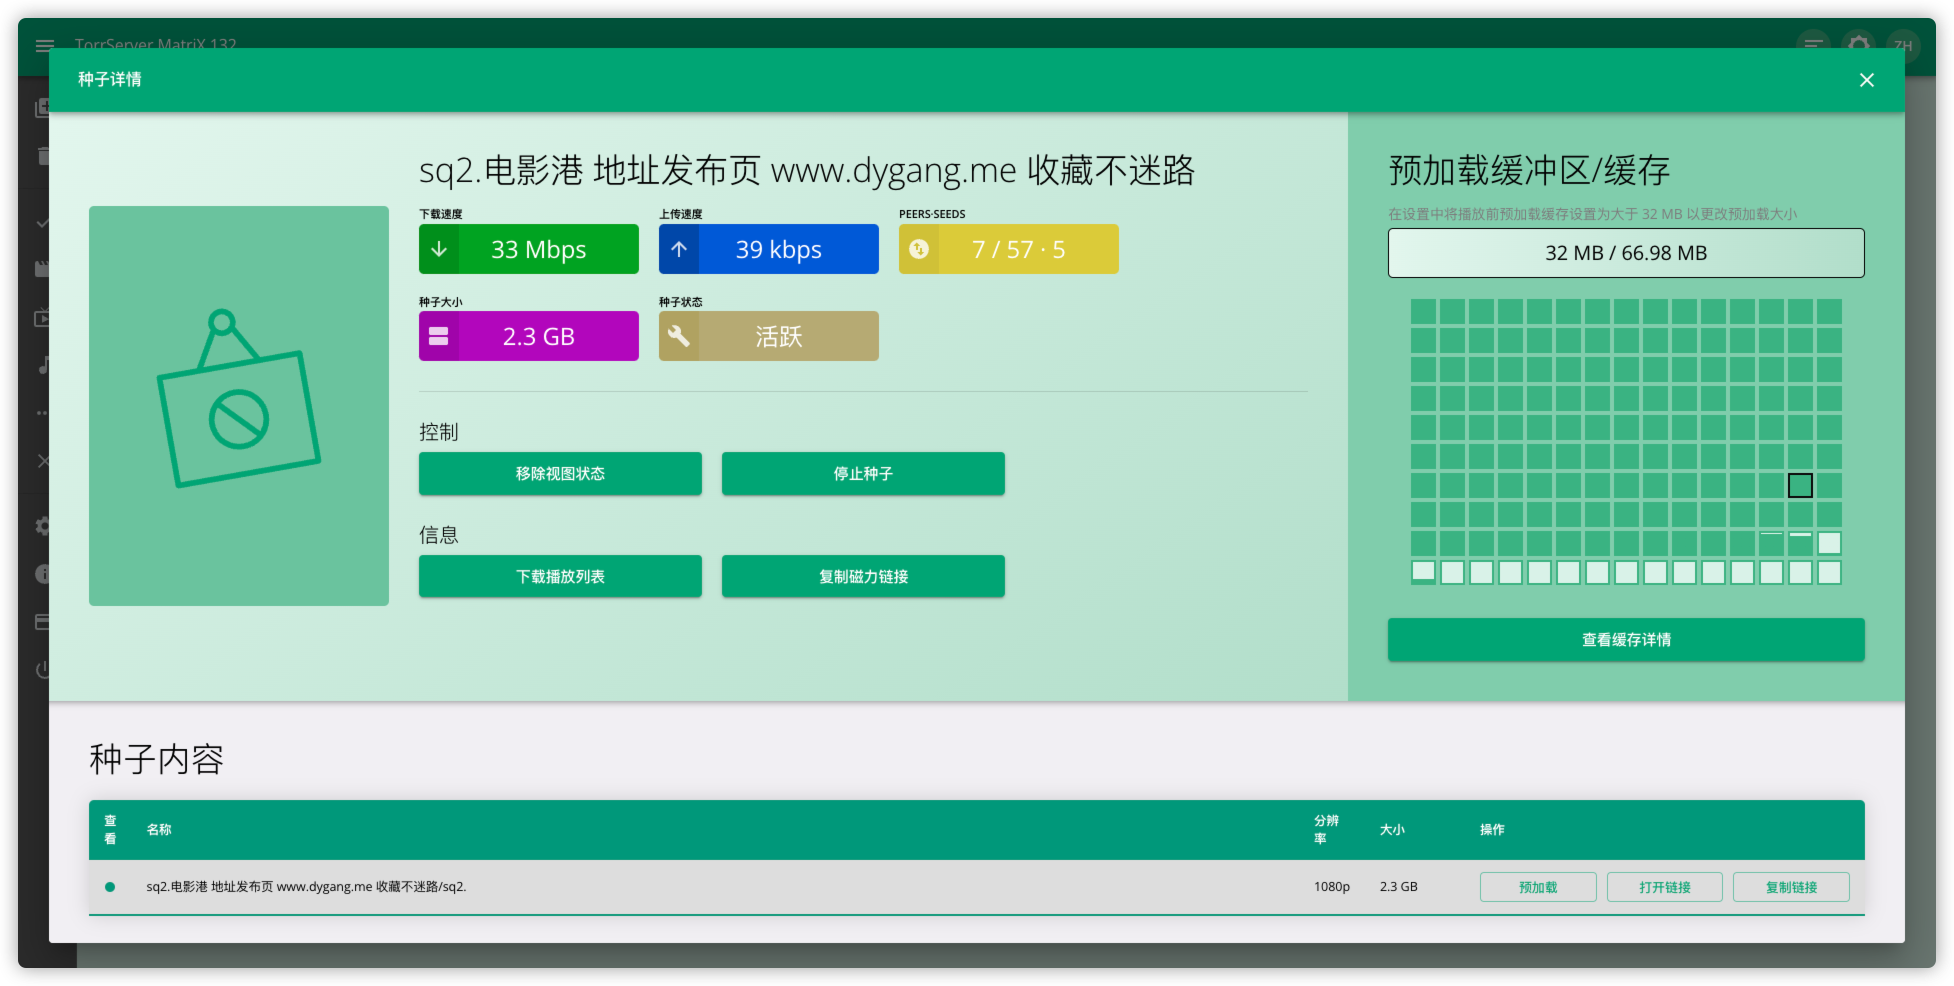 TorrServer MatriX.132
ZH
种子详情
sq2.电影港 地址发布页 www.dygang.me 收藏不迷路
下载速度
33 Mbps
上传速度
39 kbps
PEERS·SEEDS
7 / 57 · 5
种子大小
2.3 GB
种子状态
活跃
控制
移除视图状态
停止种子
信息
下载播放列表
复制磁力链接
预加载缓冲区/缓存
在设置中将播放前预加载缓存设置为大于 32 MB 以更改预加载大小
32 MB / 66.98 MB
查看缓存详情
种子内容
查看
名称
分辨率
大小
操作
sq2.电影港 地址发布页 www.dygang.me 收藏不迷路/sq2.
1080p
2.3 GB
预加载
打开链接
复制链接